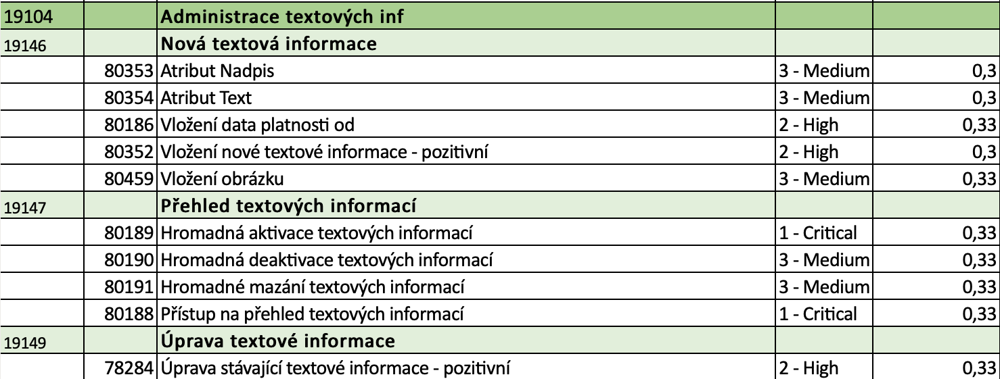 19104 Administrace textových inf
19146 Nová textová informace
80353 Atribut Nadpis 3 - Medium 0,3
80354 Atribut Text 3 - Medium 0,3
80186 Vložení data platnosti od 2 - High 0,33
80352 Vložení nové textové informace - pozitivní 2 - High 0,3
80459 Vložení obrázku 3 - Medium 0,33
19147 Přehled textových informací
80189 Hromadná aktivace textových informací 1 - Critical 0,33
80190 Hromadná deaktivace textových informací 3 - Medium 0,33
80191 Hromadné mazání textových informací 3 - Medium 0,33
80188 Přístup na přehled textových informací 1 - Critical 0,33
19149 Úprava textové informace
78284 Úprava stávající textové informace - pozitivní 2 - High 0,33